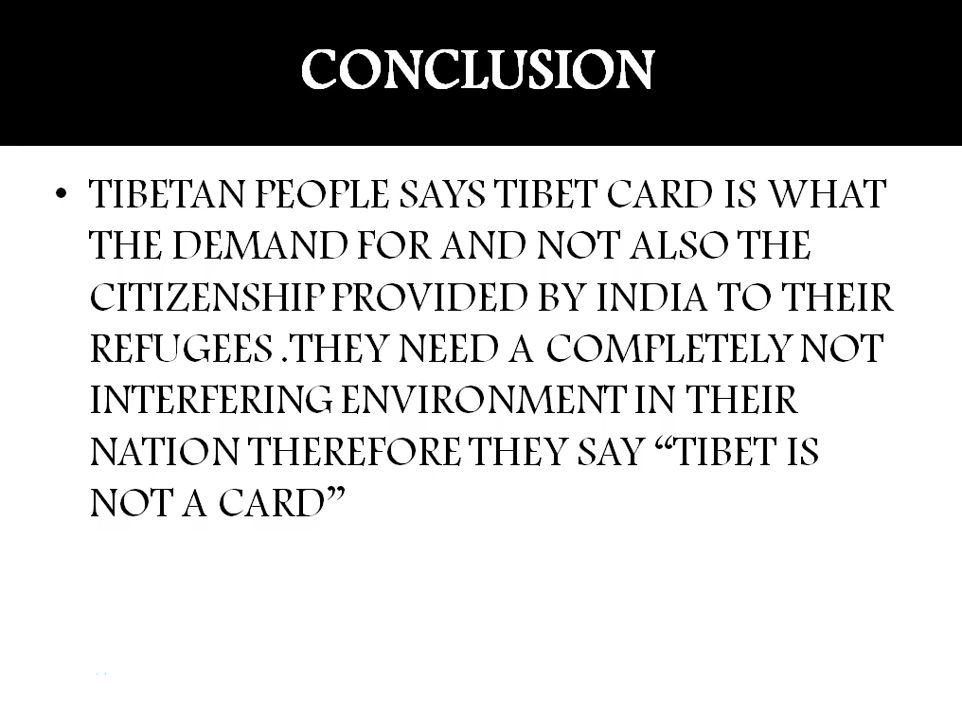 CONCLUSION
• TIBETAN PEOPLE SAYS TIBET CARD IS WHAT
THE DEMAND FOR AND NOT ALSO THE
CITIZENSHIP PROVIDED BY INDIA TO THEIR
REFUGEES .THEY NEED A COMPLETELY NOT
INTERFERING ENVIRONMENT IN THEIR
NATION THEREFORE THEY SAY “TIBET IS
NOT A CARD”